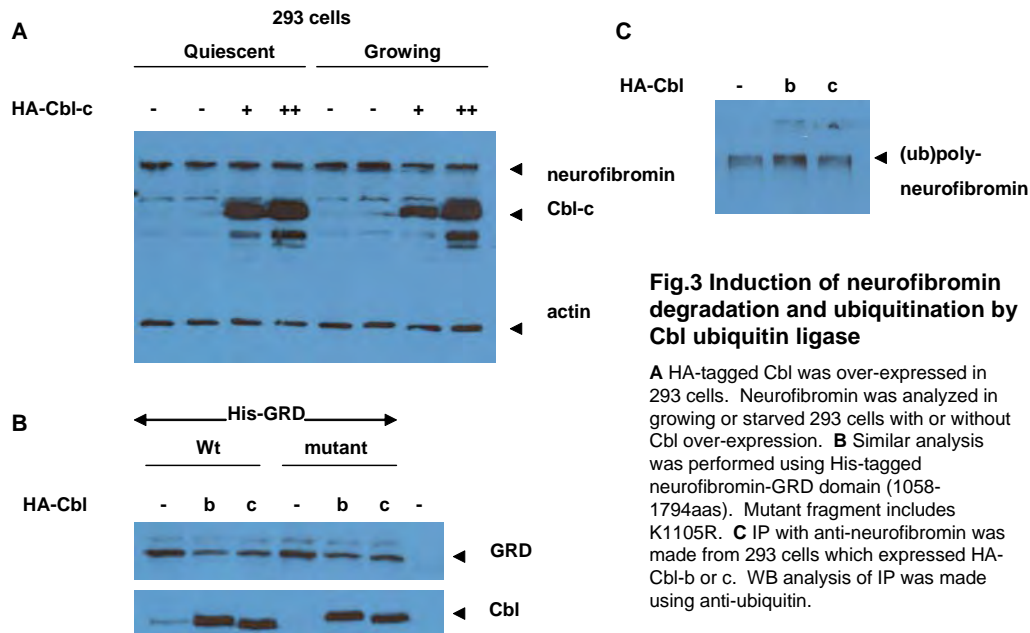 A
293 cells
Quiescent Growing
HA-Cbl-c - - + ++ - - + ++
neurofibromin
Cbl-c
actin
B
His-GRD
Wt mutant
HA-Cbl - b c - b c -
GRD
Cbl
C
HA-Cbl - b c
(ub)poly-
neurofibromin
Fig.3 Induction of neurofibromin
degradation and ubiquitination by
Cbl ubiquitin ligase
A HA-tagged Cbl was over-expressed in
293 cells. Neurofibromin was analyzed in
growing or starved 293 cells with or without
Cbl over-expression. B Similar analysis
was performed using His-tagged
neurofibromin-GRD domain (1058-
1794aas). Mutant fragment includes
K1105R. C IP with anti-neurofibromin was
made from 293 cells which expressed HA-
Cbl-b or c. WB analysis of IP was made
using anti-ubiquitin.